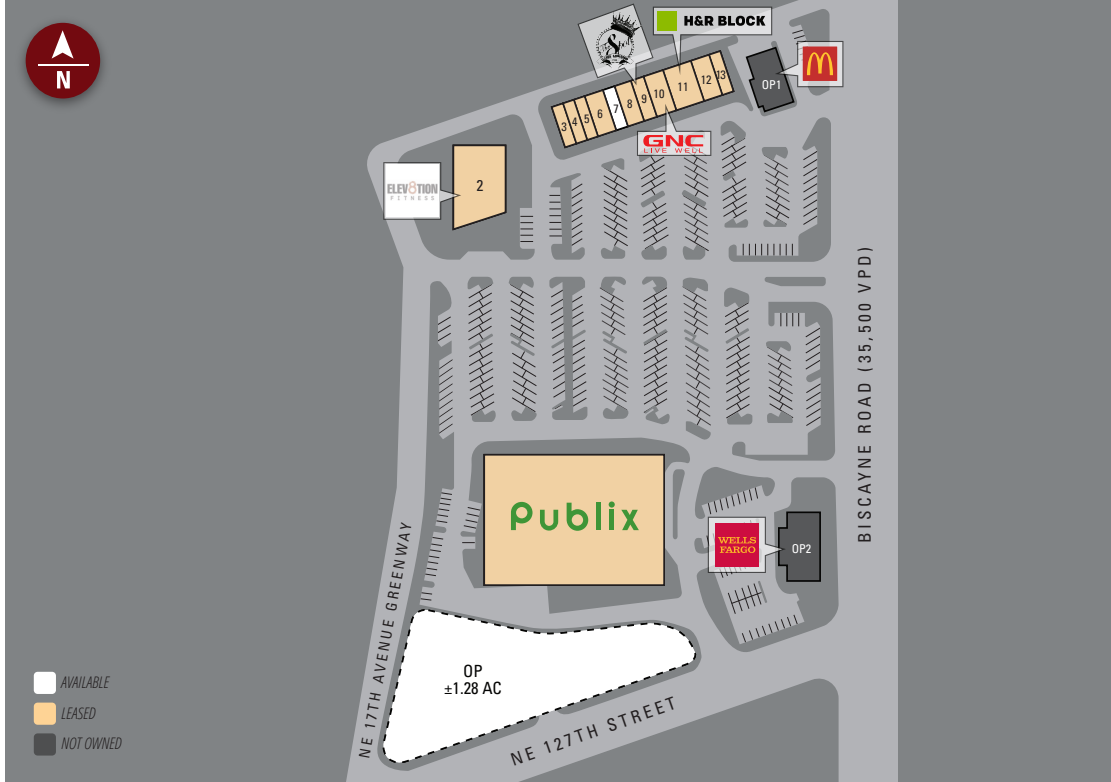 N
H&R BLOCK
OP1
3
4
5
6
7
8
9
10
11
12
13
GNC
LIVE WELL
ELEV8TION
FITNESS
2
BISCAYNE ROAD (35,500 VPD)
Publix
WELLS
FARGO
OP2
NE 17TH AVENUE GREENWAY
OP
±1.28 AC
NE 127TH STREET
AVAILABLE
LEASED
NOT OWNED